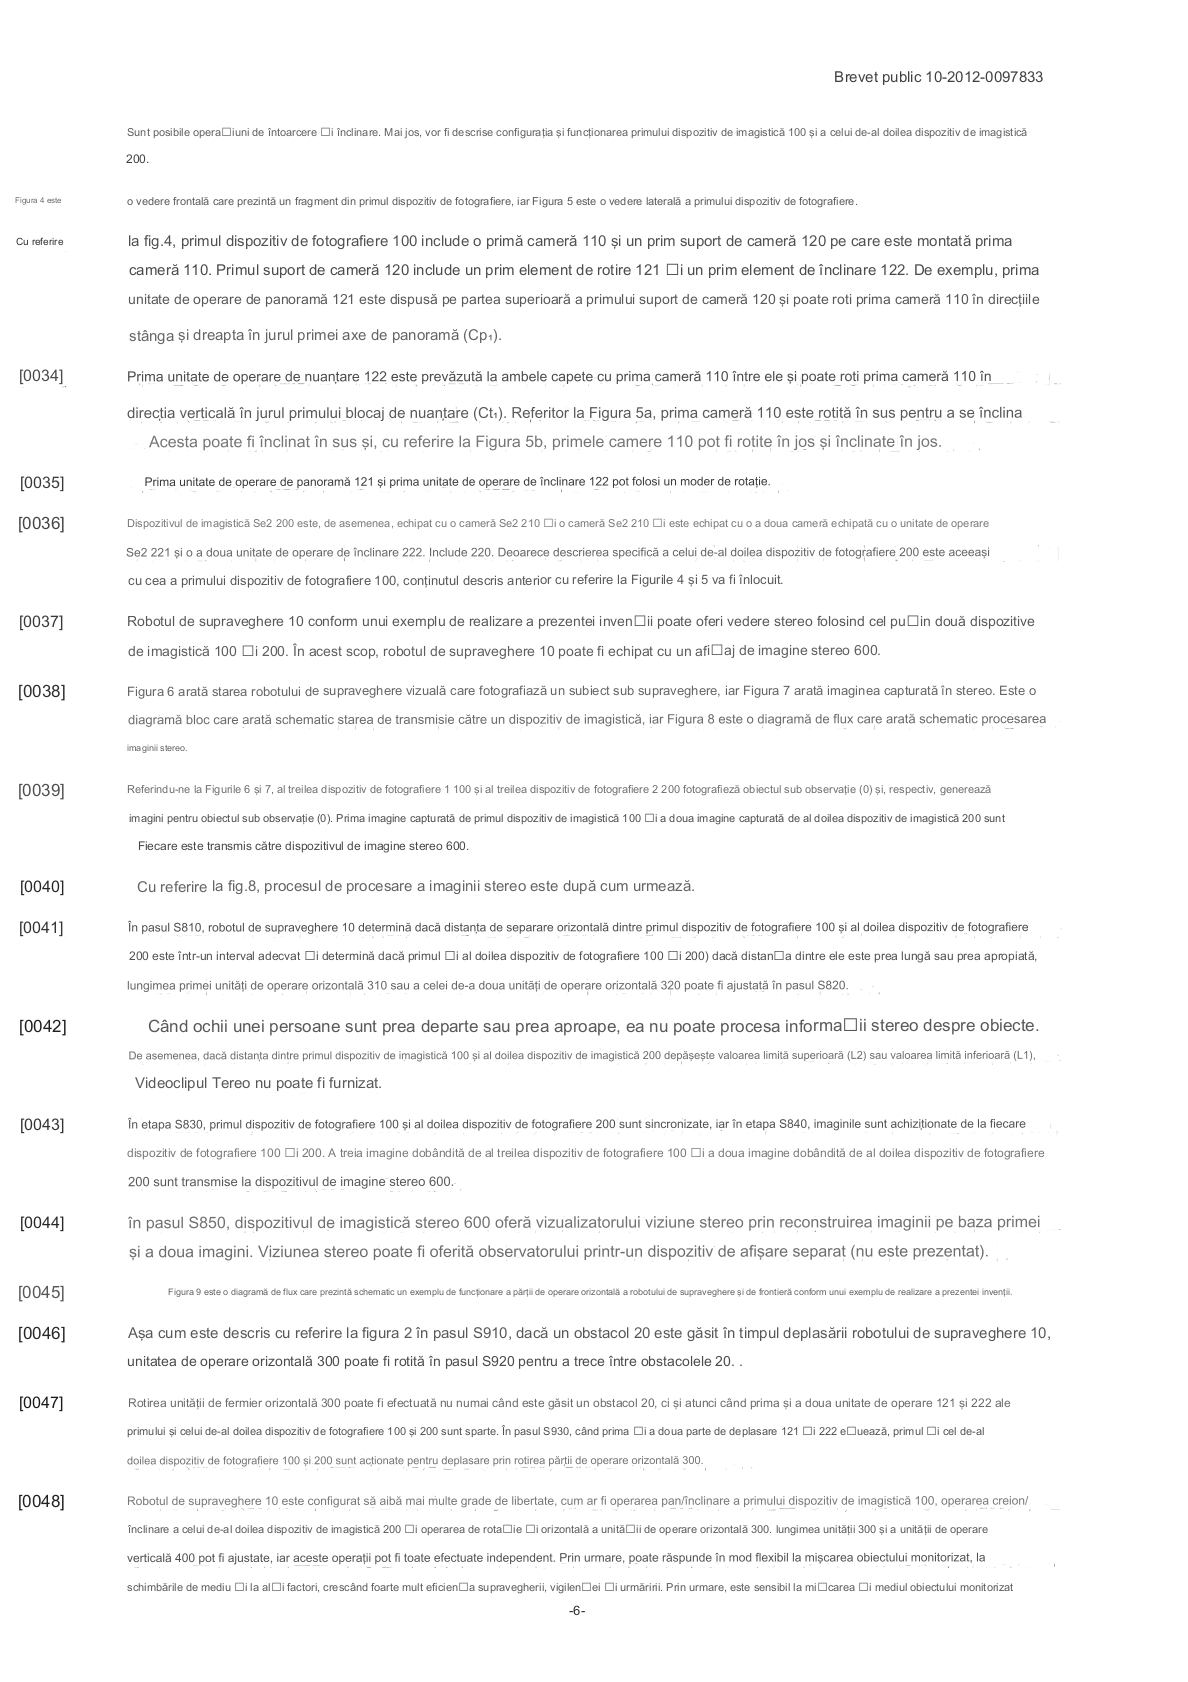 Brevet public 10-2012-0097833
Sunt posibile opera□iuni de întoarcere □i înclinare. Mai jos, vor fi descrise configurația și funcționarea primului dispozitiv de imagistică 100 și a celui de-al doilea dispozitiv de imagistică
200.
Figura 4 este o vedere frontală care prezintă un fragment din primul dispozitiv de fotografiere, iar Figura 5 este o vedere laterală a primului dispozitiv de fotografiere.
Cu referire la fig.4, primul dispozitiv de fotografiere 100 include o primă cameră 110 și un prim suport de cameră 120 pe care este montată prima
cameră 110. Primul suport de cameră 120 include un prim element de rotire 121 □i un prim element de înclinare 122. De exemplu, prima
unitate de operare de panoramă 121 este dispusă pe partea superioară a primului suport de cameră 120 și poate roti prima cameră 110 în direcțiile
stânga și dreapta în jurul primei axe de panoramă (Cp₁).
[0034] Prima unitate de operare de nuanțare 122 este prevăzută la ambele capete cu prima cameră 110 între ele și poate roti prima cameră 110 în
direcția verticală în jurul primului blocaj de nuanțare (Ct₁). Referitor la Figura 5a, prima cameră 110 este rotită în sus pentru a se înclina
Acesta poate fi înclinat în sus și, cu referire la Figura 5b, primele camere 110 pot fi rotite în jos și înclinate în jos.
[0035] Prima unitate de operare de panoramă 121 și prima unitate de operare de înclinare 122 pot folosi un moder de rotație.
[0036] Dispozitivul de imagistică Se2 200 este, de asemenea, echipat cu o cameră Se2 210 □i o cameră Se2 210 □i este echipat cu o a doua cameră echipată cu o unitate de operare
Se2 221 și o a doua unitate de operare de înclinare 222. Include 220. Deoarece descrierea specifică a celui de-al doilea dispozitiv de fotografiere 200 este aceeași
cu cea a primului dispozitiv de fotografiere 100, conținutul descris anterior cu referire la Figurile 4 și 5 va fi înlocuit.
[0037] Robotul de supraveghere 10 conform unui exemplu de realizare a prezentei inven□ii poate oferi vedere stereo folosind cel pu□in două dispozitive
de imagistică 100 □i 200. În acest scop, robotul de supraveghere 10 poate fi echipat cu un afi□aj de imagine stereo 600.
[0038] Figura 6 arată starea robotului de supraveghere vizuală care fotografiază un subiect sub supraveghere, iar Figura 7 arată imaginea capturată în stereo. Este o
diagramă bloc care arată schematic starea de transmisie către un dispozitiv de imagistică, iar Figura 8 este o diagramă de flux care arată schematic procesarea
imaginii stereo.
[0039] Referindu-ne la Figurile 6 și 7, al treilea dispozitiv de fotografiere 1 100 și al treilea dispozitiv de fotografiere 2 200 fotografieză obiectul sub observație (0) și, respectiv, generează
imagini pentru obiectul sub observație (0). Prima imagine capturată de primul dispozitiv de imagistică 100 □i a doua imagine capturată de al doilea dispozitiv de imagistică 200 sunt
Fiecare este transmis către dispozitivul de imagine stereo 600.
[0040] Cu referire la fig.8, procesul de procesare a imaginii stereo este după cum urmează.
[0041] În pasul S810, robotul de supraveghere 10 determină dacă distanța de separare orizontală dintre primul dispozitiv de fotografiere 100 și al doilea dispozitiv de fotografiere
200 este într-un interval adecvat □i determină dacă primul □i al doilea dispozitiv de fotografiere 100 □i 200) dacă distan□a dintre ele este prea lungă sau prea apropiată,
lungimea primei unități de operare orizontală 310 sau a celei de-a doua unități de operare orizontală 320 poate fi ajustată în pasul S820.
[0042] Când ochii unei persoane sunt prea departe sau prea aproape, ea nu poate procesa informa□ii stereo despre obiecte.
De asemenea, dacă distanța dintre primul dispozitiv de imagistică 100 și al doilea dispozitiv de imagistică 200 depășește valoarea limită superioară (L2) sau valoarea limită inferioară (L1),
Videoclipul Tereo nu poate fi furnizat.
[0043] În etapa S830, primul dispozitiv de fotografiere 100 și al doilea dispozitiv de fotografiere 200 sunt sincronizate, iar în etapa S840, imaginile sunt achiziționate de la fiecare
dispozitiv de fotografiere 100 □i 200. A treia imagine dobândită de al treilea dispozitiv de fotografiere 100 □i a doua imagine dobândită de al doilea dispozitiv de fotografiere
200 sunt transmise la dispozitivul de imagine stereo 600.
[0044] în pasul S850, dispozitivul de imagistică stereo 600 oferă vizualizatorului viziune stereo prin reconstruirea imaginii pe baza primei
și a doua imagini. Viziunea stereo poate fi oferită observatorului printr-un dispozitiv de afișare separat (nu este prezentat).
[0045] Figura 9 este o diagramă de flux care prezintă schematic un exemplu de funcționare a părții de operare orizontală a robotului de supraveghere și de frontieră conform unui exemplu de realizare a prezentei invenții.
[0046] Așa cum este descris cu referire la figura 2 în pasul S910, dacă un obstacol 20 este găsit în timpul deplasării robotului de supraveghere 10,
unitatea de operare orizontală 300 poate fi rotită în pasul S920 pentru a trece între obstacolele 20. .
[0047] Rotirea unității de fermier orizontală 300 poate fi efectuată nu numai când este găsit un obstacol 20, ci și atunci când prima și a doua unitate de operare 121 și 222 ale
primului și celui de-al doilea dispozitiv de fotografiere 100 și 200 sunt sparte. În pasul S930, când prima □i a doua parte de deplasare 121 □i 222 e□uează, primul □i cel de-al
doilea dispozitiv de fotografiere 100 și 200 sunt acționate pentru deplasare prin rotirea părții de operare orizontală 300.
[0048] Robotul de supraveghere 10 este configurat să aibă mai multe grade de libertate, cum ar fi operarea pan/înclinare a primului dispozitiv de imagistică 100, operarea creion/
înclinare a celui de-al doilea dispozitiv de imagistică 200 □i operarea de rota□ie □i orizontală a unită□ii de operare orizontală 300. lungimea unității 300 și a unității de operare
verticală 400 pot fi ajustate, iar aceste operații pot fi toate efectuate independent. Prin urmare, poate răspunde în mod flexibil la mișcarea obiectului monitorizat, la
schimbările de mediu □i la al□i factori, crescând foarte mult eficien□a supravegherii, vigilen□ei □i urmăririi. Prin urmare, este sensibil la mi□carea □i mediul obiectului monitorizat
-6-